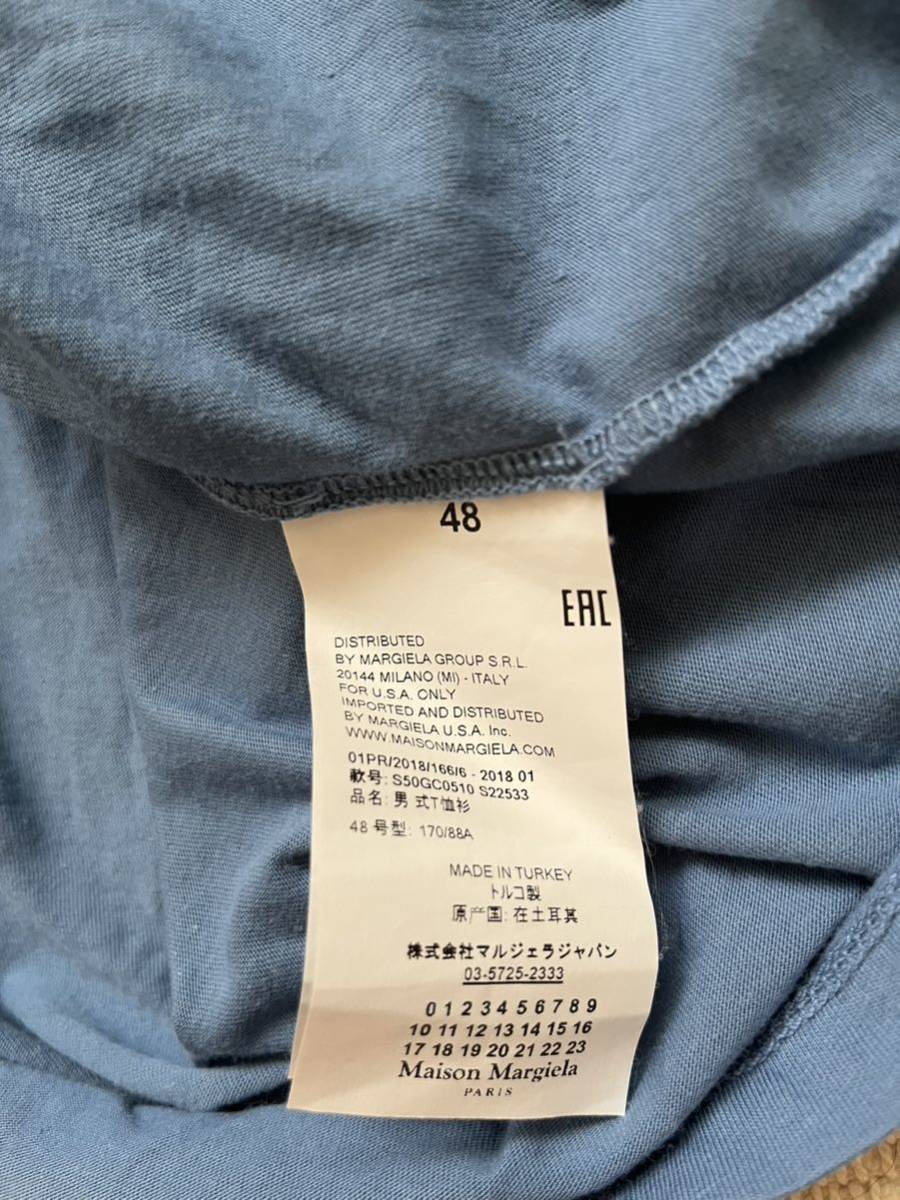 48
EAC
DISTRIBUTED
BY MARGIELA GROUP S.R.L.
20144 MILANO (MI) - ITALY
FOR U.S.A. ONLY
IMPORTED AND DISTRIBUTED
BY MARGIELA U.S.A. Inc.
WWW.MAISONMARGIELA.COM
01PR/2018/166/6 - 2018 01
款号: S50GC0510 S22533
品名: 男 式T恤衫
48 号型: 170/88A
MADE IN TURKEY
トルコ製
原产国: 在土耳其
株式会社マルジェラジャパン
03-5725-2333
0 1 2 3 4 5 6 7 8 9
10 11 12 13 14 15 16
17 18 19 20 21 22 23
Maison Margiela
PARIS